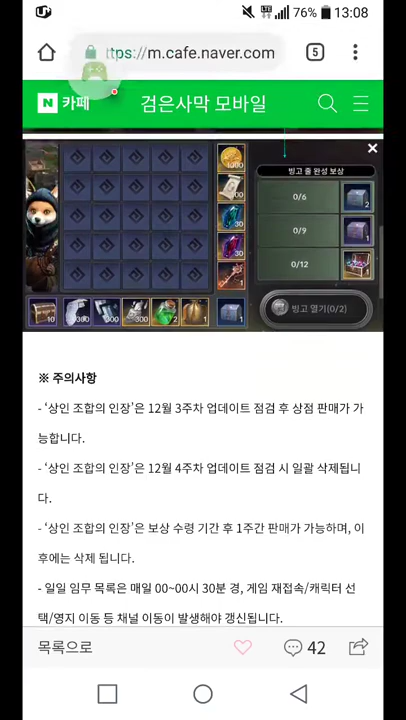 76% 13:08
https://m.cafe.naver.com
5
N 카페 검은사막 모바일
빙고 줄 완성 보상
0/6
2
0/9
1
0/12
빙고 열기(0/2)
10
300
300
2
1
1
※ 주의사항
- ‘상인 조합의 인장’은 12월 3주차 업데이트 점검 후 상점 판매가 가
능합니다.
- ‘상인 조합의 인장’은 12월 4주차 업데이트 점검 시 일괄 삭제됩니
다.
- ‘상인 조합의 인장’은 보상 수령 기간 후 1주간 판매가 가능하며, 이
후에는 삭제 됩니다.
- 일일 임무 목록은 매일 00~00시 30분 경, 게임 재접속/캐릭터 선
택/영지 이동 등 채널 이동이 발생해야 갱신됩니다.
목록으로
42